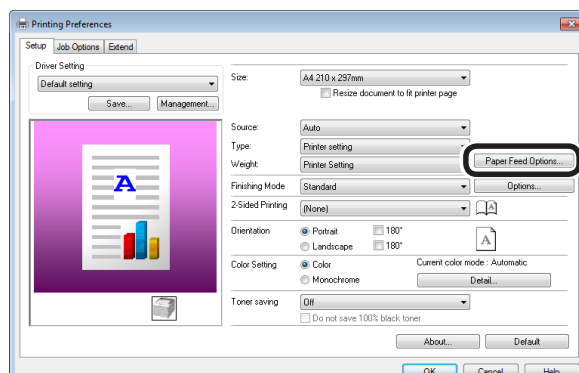 Printing Preferences
Setup Job Options Extend
Driver Setting
Default setting
Save... Management...
Size: A4 210 x 297mm
Resize document to fit printer page
Source: Auto
Type: Printer setting
Weight: Printer Setting
Paper Feed Options...
Finishing Mode Standard Options...
2-Sided Printing (None)
Orientation Portrait 180°
Landscape 180°
Color Setting Color Current color mode : Automatic
Monochrome Detail...
Toner saving Off
Do not save 100% black toner
About... Default
OK Cancel Help
A
A
A